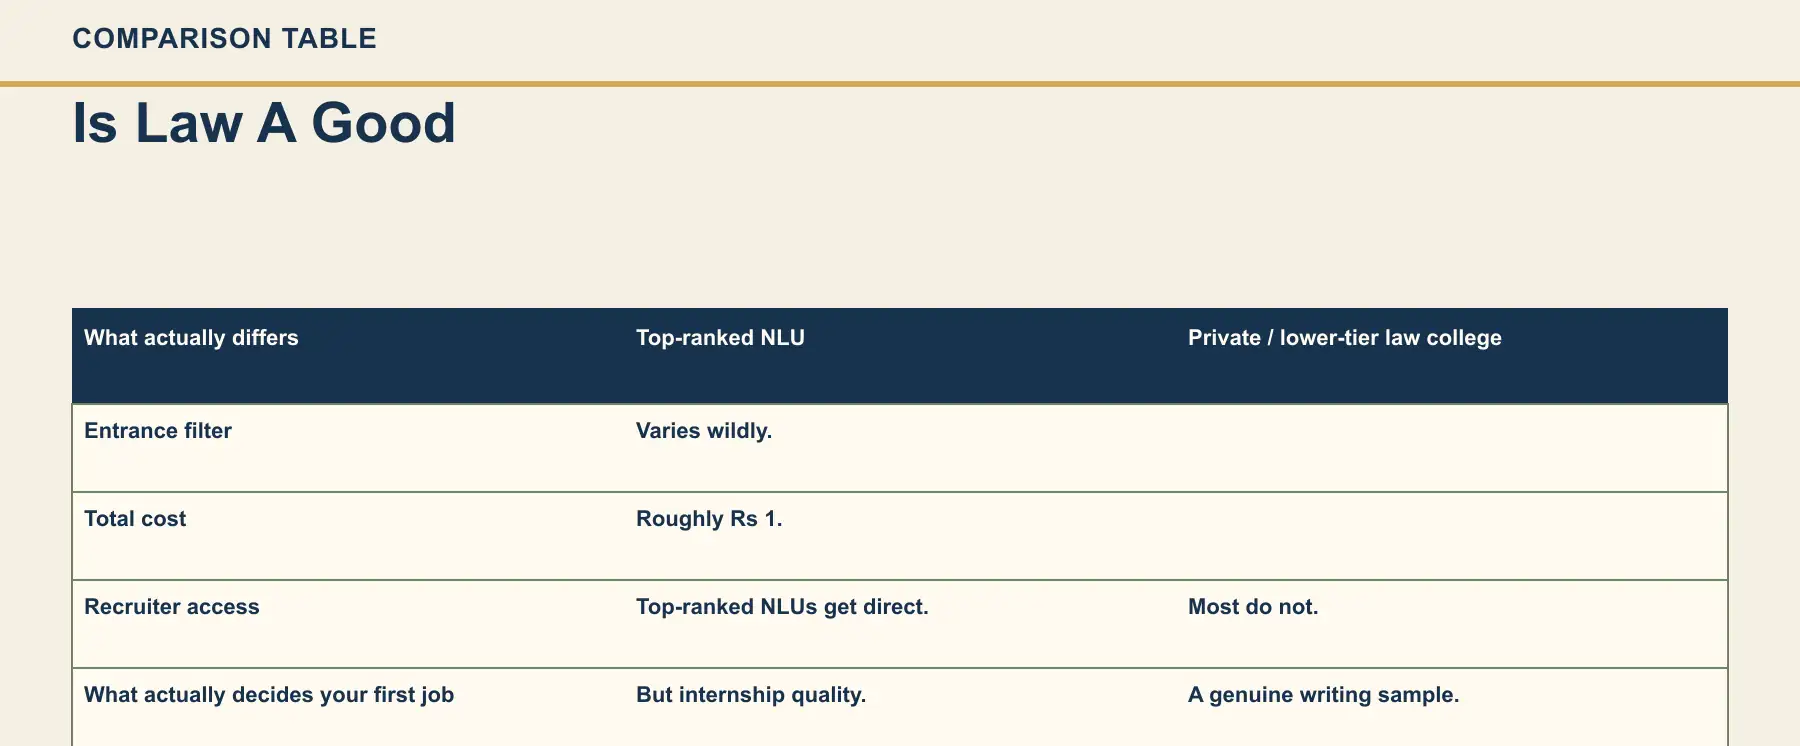 COMPARISON TABLE
Is Law A Good
What actually differs Top-ranked NLU Private / lower-tier law college
Entrance filter Varies wildly.
Total cost Roughly Rs 1.
Recruiter access Top-ranked NLUs get direct. Most do not.
What actually decides your first job But internship quality. A genuine writing sample.